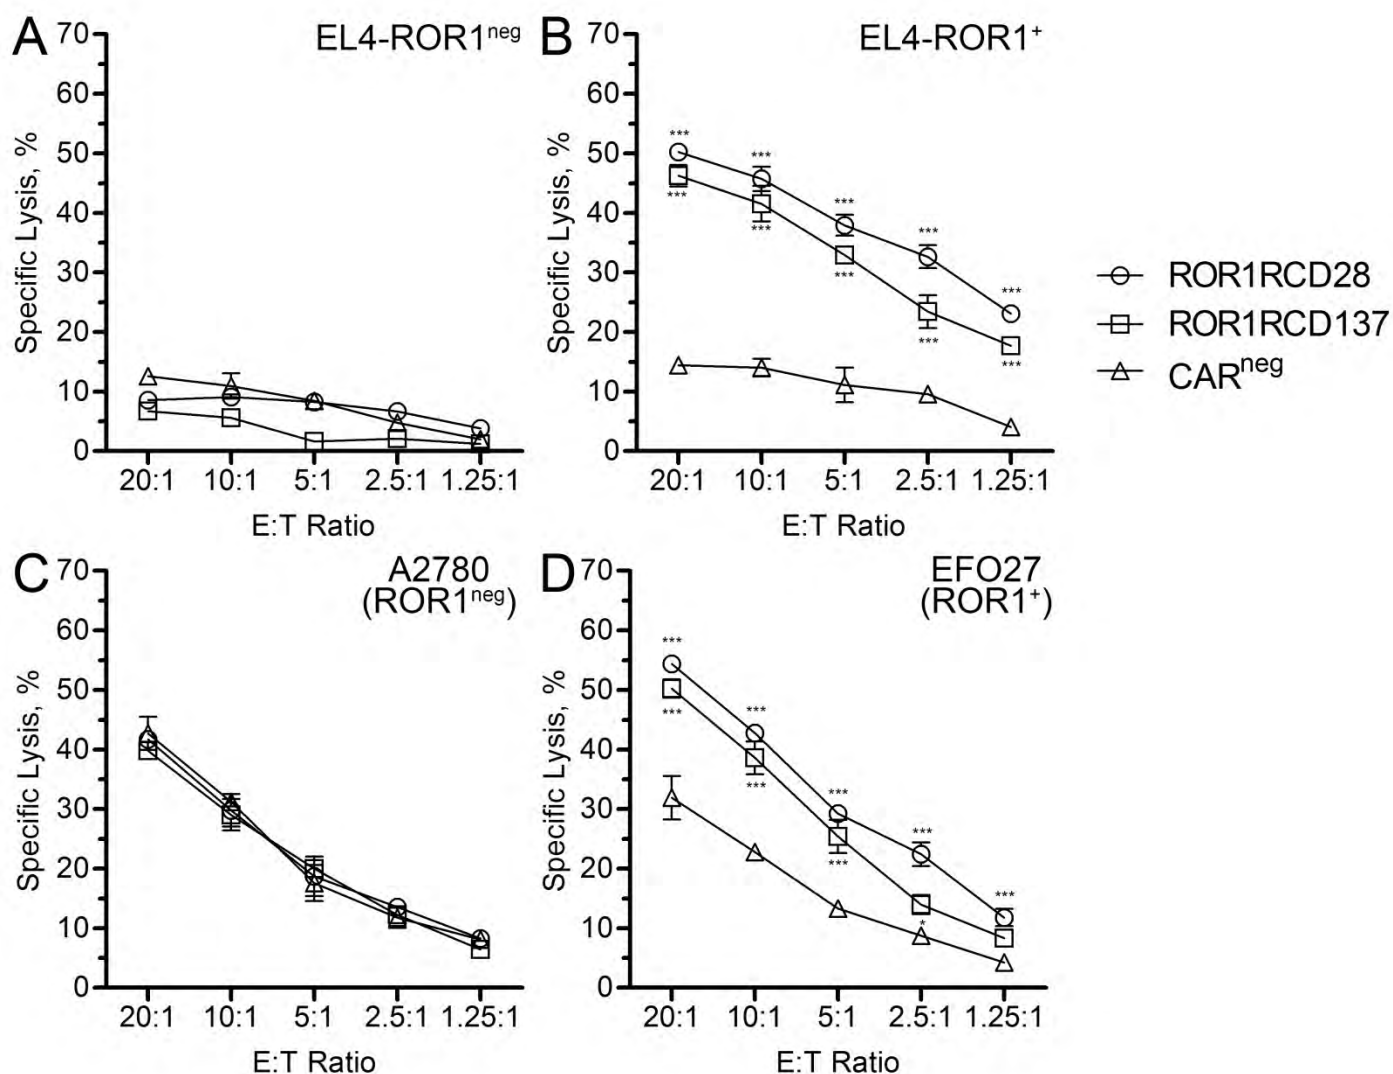 A
EL4-ROR1neg
70
60
50
40
30
20
10
0
Specific Lysis, %
20:1 10:1 5:1 2.5:1 1.25:1
E:T Ratio
B
EL4-ROR1+
70
60
50
40
30
20
10
0
Specific Lysis, %
*** *** *** *** ***
*** *** *** *** ***
20:1 10:1 5:1 2.5:1 1.25:1
E:T Ratio
ROR1RCD28
ROR1RCD137
CARneg
C
A2780
(ROR1neg)
70
60
50
40
30
20
10
0
Specific Lysis, %
20:1 10:1 5:1 2.5:1 1.25:1
E:T Ratio
D
EFO27
(ROR1+)
70
60
50
40
30
20
10
0
Specific Lysis, %
*** *** *** *** ***
*** *** *** *
20:1 10:1 5:1 2.5:1 1.25:1
E:T Ratio